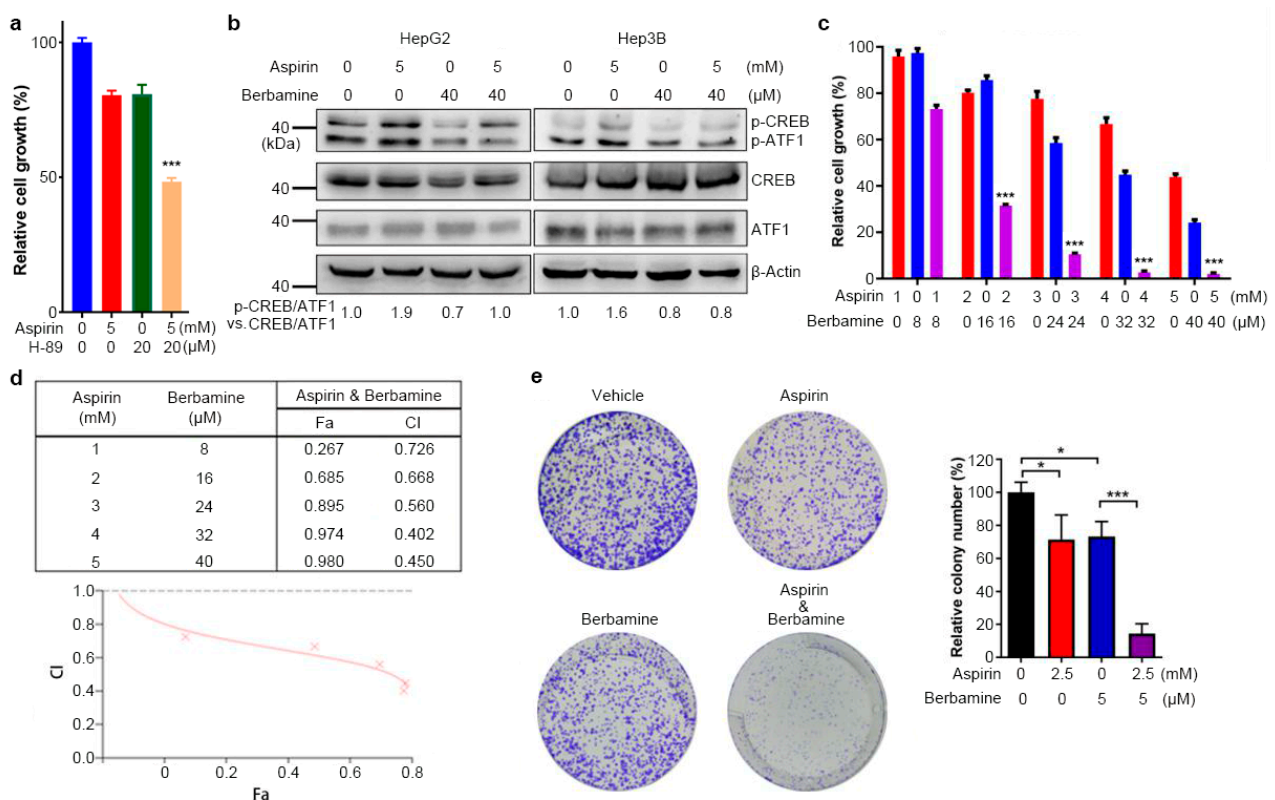 a
Relative cell growth (%)
100
50
0
***
Aspirin 0 5 0 5 (mM)
H-89 0 0 20 20 (μM)
b
HepG2 Hep3B
Aspirin 0 5 0 5 0 5 0 5 (mM)
Berbamine 0 0 40 40 0 0 40 40 (μM)
40
(kDa)
p-CREB
p-ATF1
40
CREB
40
ATF1
40
β-Actin
p-CREB/ATF1
vs.CREB/ATF1
1.0 1.9 0.7 1.0 1.0 1.6 0.8 0.8
c
Relative cell growth (%)
100
80
60
40
20
0
*** *** *** ***
Aspirin 1 0 1 2 0 2 3 0 3 4 0 4 5 0 5 (mM)
Berbamine 0 8 8 0 16 16 0 24 24 0 32 32 0 40 40 (μM)
d
Aspirin Berbamine Aspirin & Berbamine
(mM) (μM) Fa CI
1 8 0.267 0.726
2 16 0.685 0.668
3 24 0.895 0.560
4 32 0.974 0.402
5 40 0.980 0.450
CI
1.0
0.8
0.6
0.4
0.2
0.0
0 0.2 0.4 0.6 0.8
Fa
e
Vehicle Aspirin
Berbamine
Aspirin
&
Berbamine
Relative colony number (%)
120
100
80
60
40
20
0
*
*
***
Aspirin 0 2.5 0 2.5 (mM)
Berbamine 0 0 5 5 (μM)